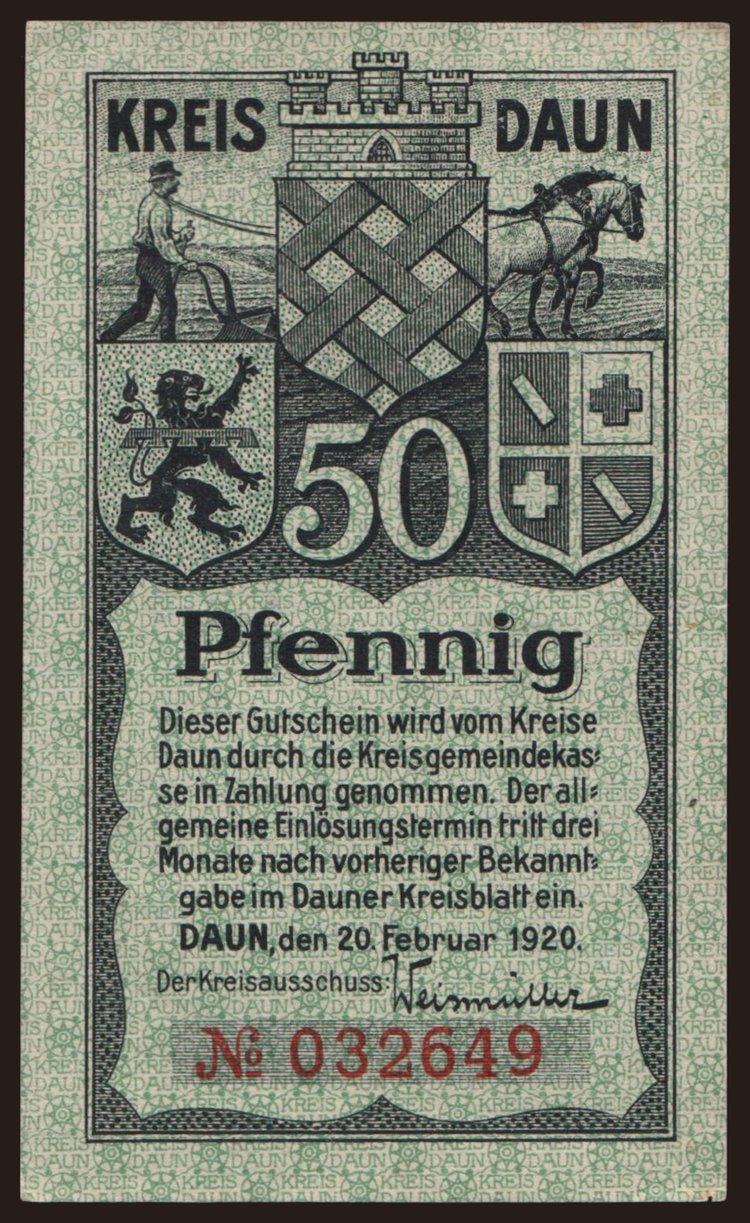 KREIS DAUN
50
Pfennig
Dieser Gutschein wird vom Kreise
Daun durch die Kreisgemeindekas-
se in Zahlung genommen. Der all-
gemeine Einlösungstermin tritt drei
Monate nach vorheriger Bekannt-
gabe im Dauner Kreisblatt ein.
DAUN, den 20. Februar 1920.
Der Kreisausschuss: Weismüller
No 032649